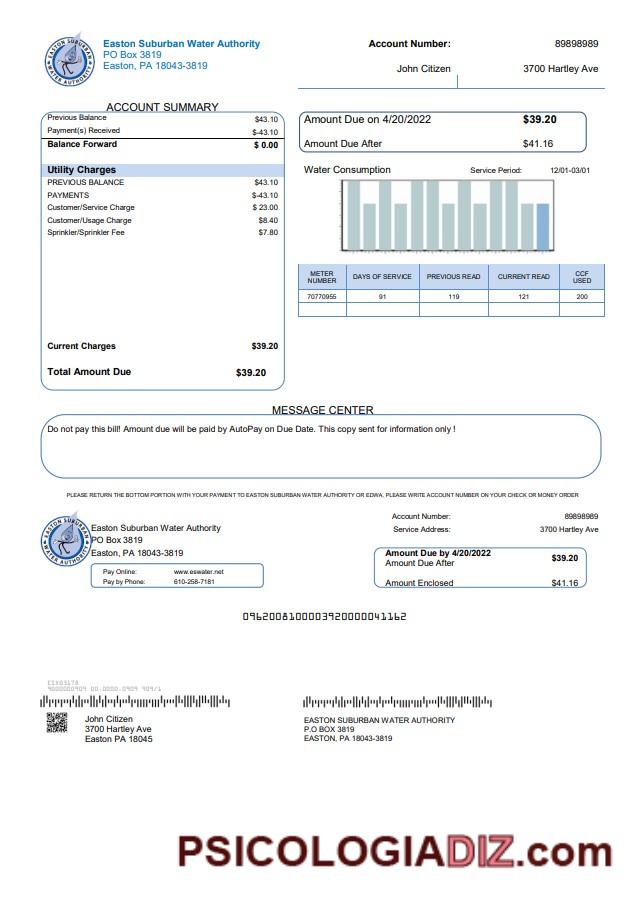 Easton Suburban Water Authority
PO Box 3819
Easton, PA 18043-3819
Account Number: 89898989
John Citizen 3700 Hartley Ave
ACCOUNT SUMMARY
Previous Balance $43.10
Payment(s) Received $-43.10
Balance Forward $ 0.00
Utility Charges
PREVIOUS BALANCE $43.10
PAYMENTS $-43.10
Customer/Service Charge $ 23.00
Customer/Usage Charge $8.40
Sprinkler/Sprinkler Fee $7.80
Current Charges $39.20
Total Amount Due $39.20
Amount Due on 4/20/2022 $39.20
Amount Due After $41.16
Water Consumption Service Period: 12/01-03/01
METER NUMBER DAYS OF SERVICE PREVIOUS READ CURRENT READ CCF USED
70770955 91 119 121 200
MESSAGE CENTER
Do not pay this bill! Amount due will be paid by AutoPay on Due Date. This copy sent for information only !
PLEASE RETURN THE BOTTOM PORTION WITH YOUR PAYMENT TO EASTON SUBURBAN WATER AUTHORITY OR EDWA, PLEASE WRITE ACCOUNT NUMBER ON YOUR CHECK OR MONEY ORDER
EASTON SUBURBAN WATER AUTHORITY
Easton Suburban Water Authority
PO Box 3819
Easton, PA 18043-3819
Pay Online: www.eswater.net
Pay by Phone: 610-258-7181
Account Number: 89898989
Service Address: 3700 Hartley Ave
Amount Due by 4/20/2022 $39.20
Amount Due After
Amount Enclosed $41.16
John Citizen
3700 Hartley Ave
Easton PA 18045
EASTON SUBURBAN WATER AUTHORITY
P.O BOX 3819
EASTON, PA 18043-3819
PSICOLOGIADIZ.com